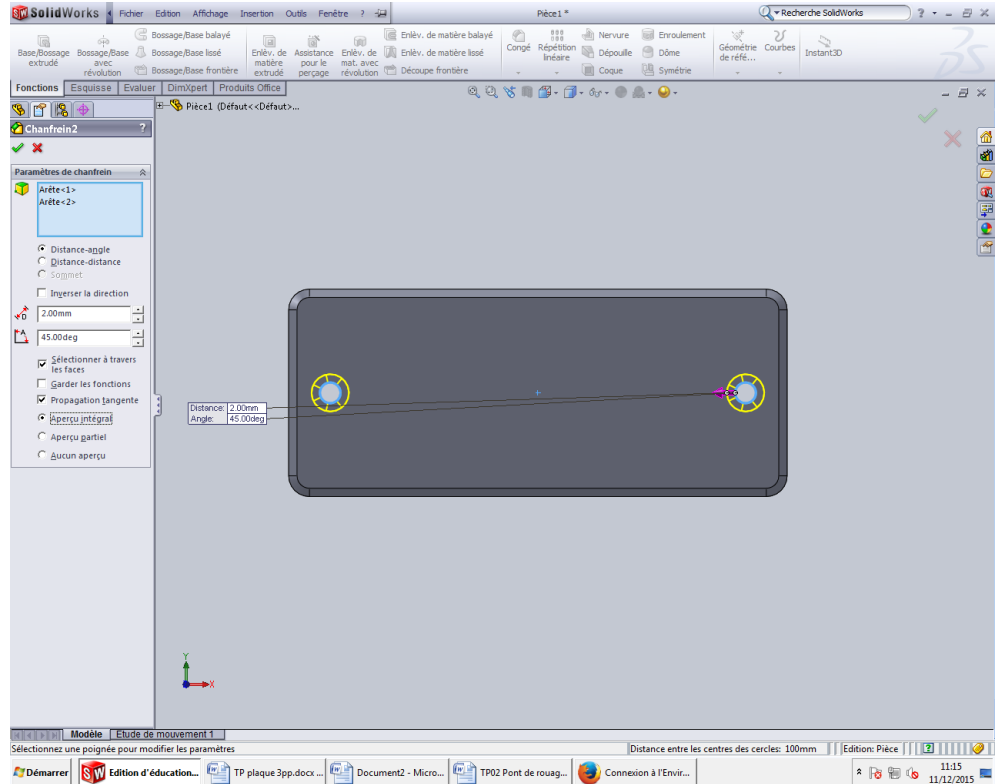 SolidWorks Fichier Edition Affichage Insertion Outils Fenêtre ? Pièce1 * Recherche SolidWorks ?
Base/Bossage extrudé
Bossage/Base avec révolution
Bossage/Base balayé
Bossage/Base lissé
Bossage/Base frontière
Enlèv. de matière extrudé
Assistance pour le perçage
Enlèv. de mat. avec révolution
Enlèv. de matière balayé
Enlèv. de matière lissé
Découpe frontière
Congé
Répétition linéaire
Nervure
Dépouille
Coque
Enroulement
Dôme
Symétrie
Géométrie de réfé...
Courbes
Instant3D
Fonctions Esquisse Evaluer DimXpert Produits Office
Pièce1 (Défaut<<Défaut>...
Chanfrein2 ?
Paramètres de chanfrein
Arête<1>
Arête<2>
Distance-angle
Distance-distance
Sommet
Inverser la direction
D 2.00mm
A 45.00deg
Sélectionner à travers
les faces
Garder les fonctions
Propagation tangente
Aperçu intégral
Aperçu partiel
Aucun aperçu
Distance: 2.00mm
Angle: 45.00deg
Y
X
Modèle Etude de mouvement 1
Sélectionnez une poignée pour modifier les paramètres Distance entre les centres des cercles: 100mm Edition: Pièce ?
Démarrer Edition d'éducation... TP plaque 3pp.docx ... Document2 - Micro... TP02 Pont de rouag... Connexion à l'Envir... 11:15
11/12/2015